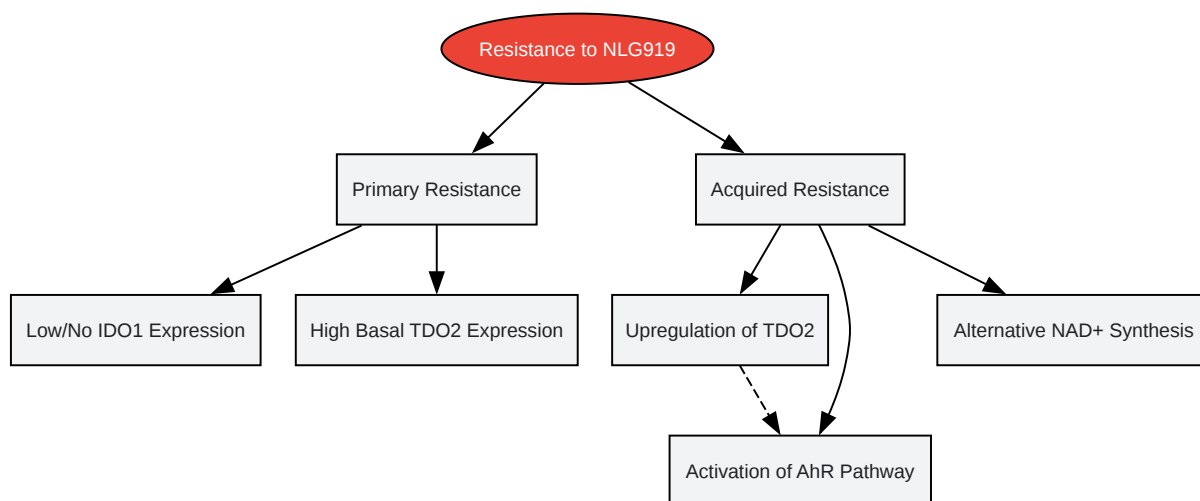 Resistance to NLG919
Primary Resistance
Acquired Resistance
Low/No IDO1 Expression
High Basal TDO2 Expression
Upregulation of TDO2
Alternative NAD+ Synthesis
Activation of AhR Pathway